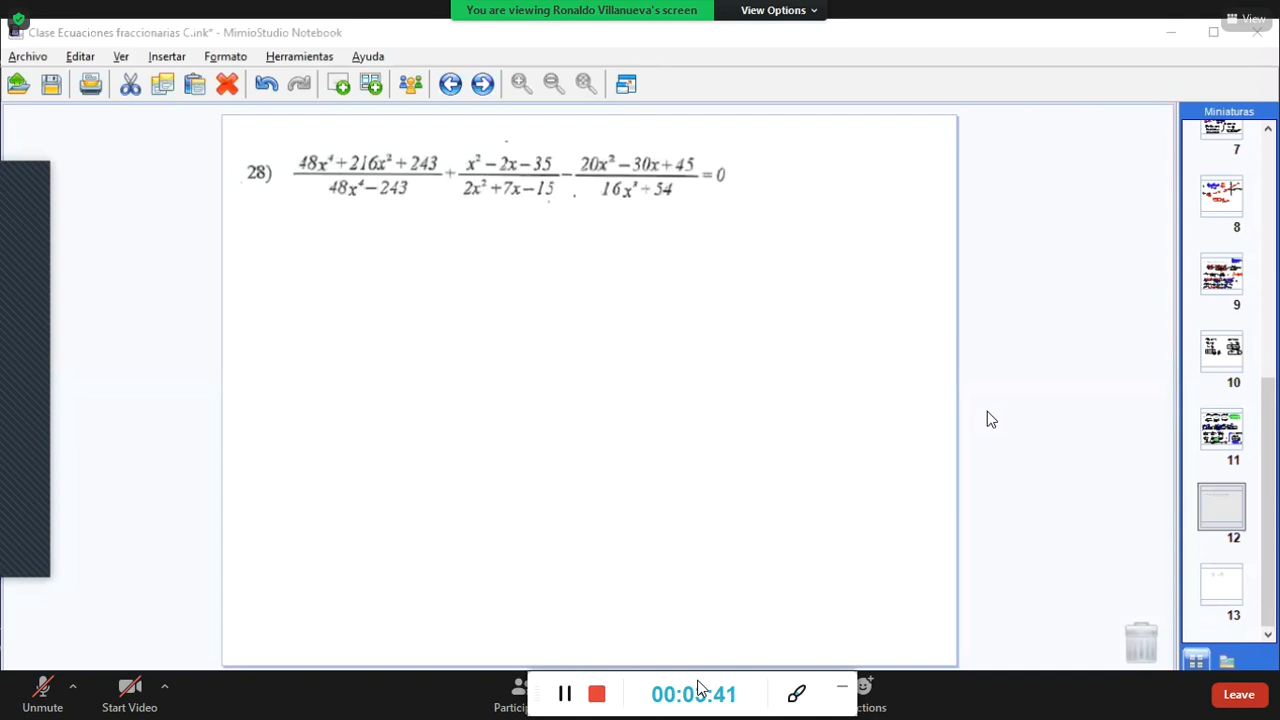 You are viewing Ronaldo Villanueva's screen
View Options
View
Clase Ecuaciones fraccionarias C.ink* - MimioStudio Notebook
Archivo Editar Ver Insertar Formato Herramientas Ayuda
Miniaturas
28) (48x⁴+216x²+243)/(48x⁴−243) + (x²−2x−35)/(2x²+7x−15) − (20x²−30x+45)/(16x³+54) = 0
7
8
9
10
11
12
13
Unmute
Start Video
Leave